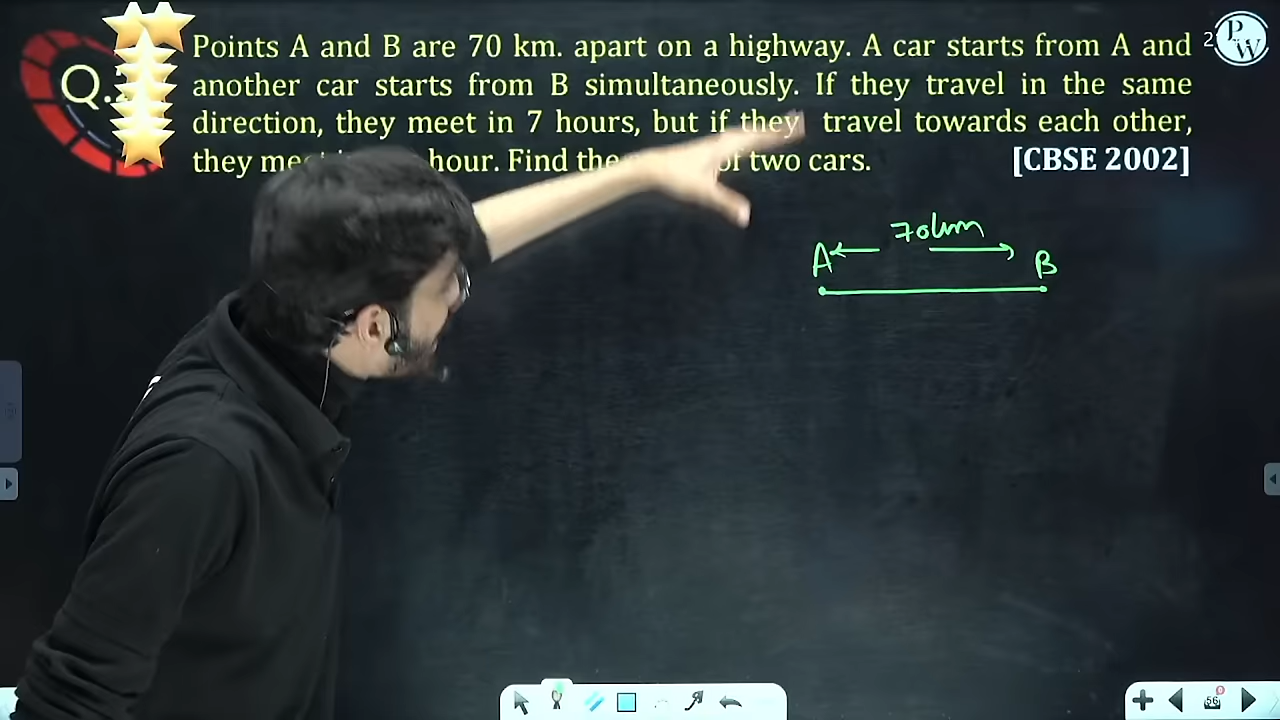 Points A and B are 70 km. apart on a highway. A car starts from A and 2
Q.
another car starts from B simultaneously. If they travel in the same
direction, they meet in 7 hours, but if they travel towards each other,
they hour. Find the of two cars. [CBSE 2002]
PW
70km
A B
56